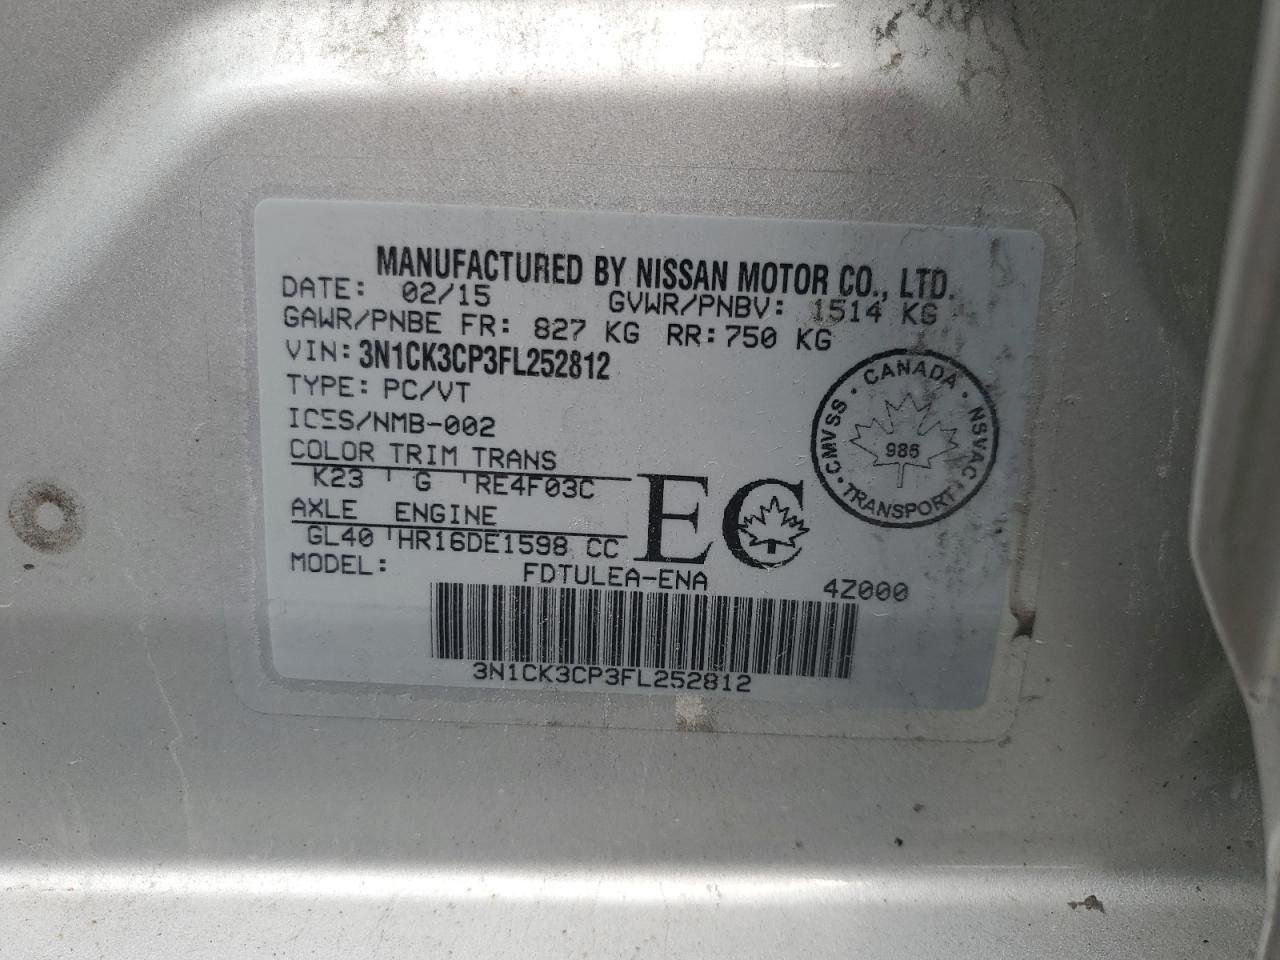 MANUFACTURED BY NISSAN MOTOR CO., LTD.
DATE: 02/15 GVWR/PNBV: 1514 KG
GAWR/PNBE FR: 827 KG RR: 750 KG
VIN: 3N1CK3CP3FL252812
TYPE: PC/VT
ICES/NMB-002
COLOR TRIM TRANS
K23 G RE4F03C
AXLE ENGINE
GL40 HR16DE1598 CC
EC
CMVSS · CANADA · NSVAC · TRANSPORT ·
986
MODEL: FDTULEA-ENA 4Z000
3N1CK3CP3FL252812